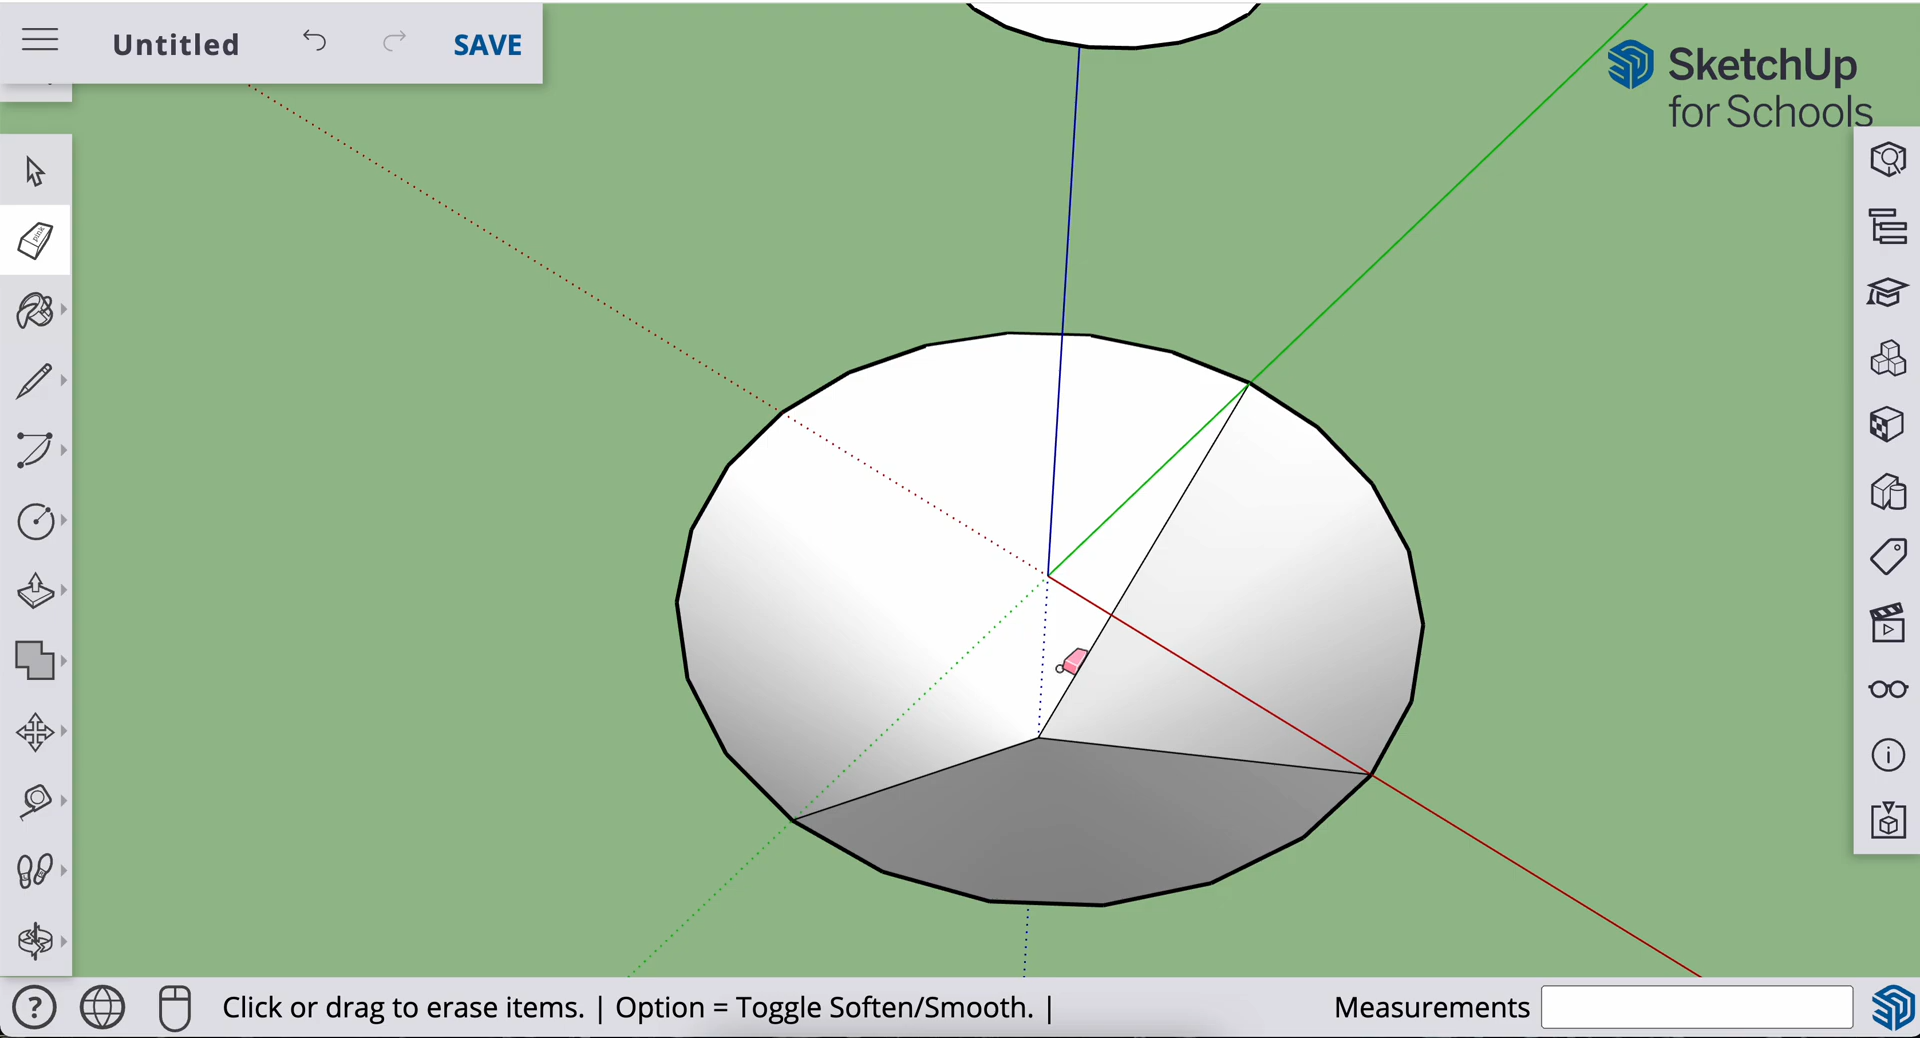 Untitled
SAVE
SketchUp
for Schools
Click or drag to erase items. | Option = Toggle Soften/Smooth. |
Measurements